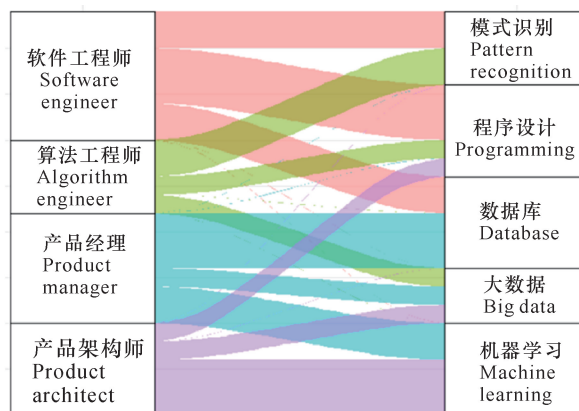 软件工程师
Software
engineer
算法工程师
Algorithm
engineer
产品经理
Product
manager
产品架构师
Product
architect
模式识别
Pattern
recognition
程序设计
Programming
数据库
Database
大数据
Big data
机器学习
Machine
learning